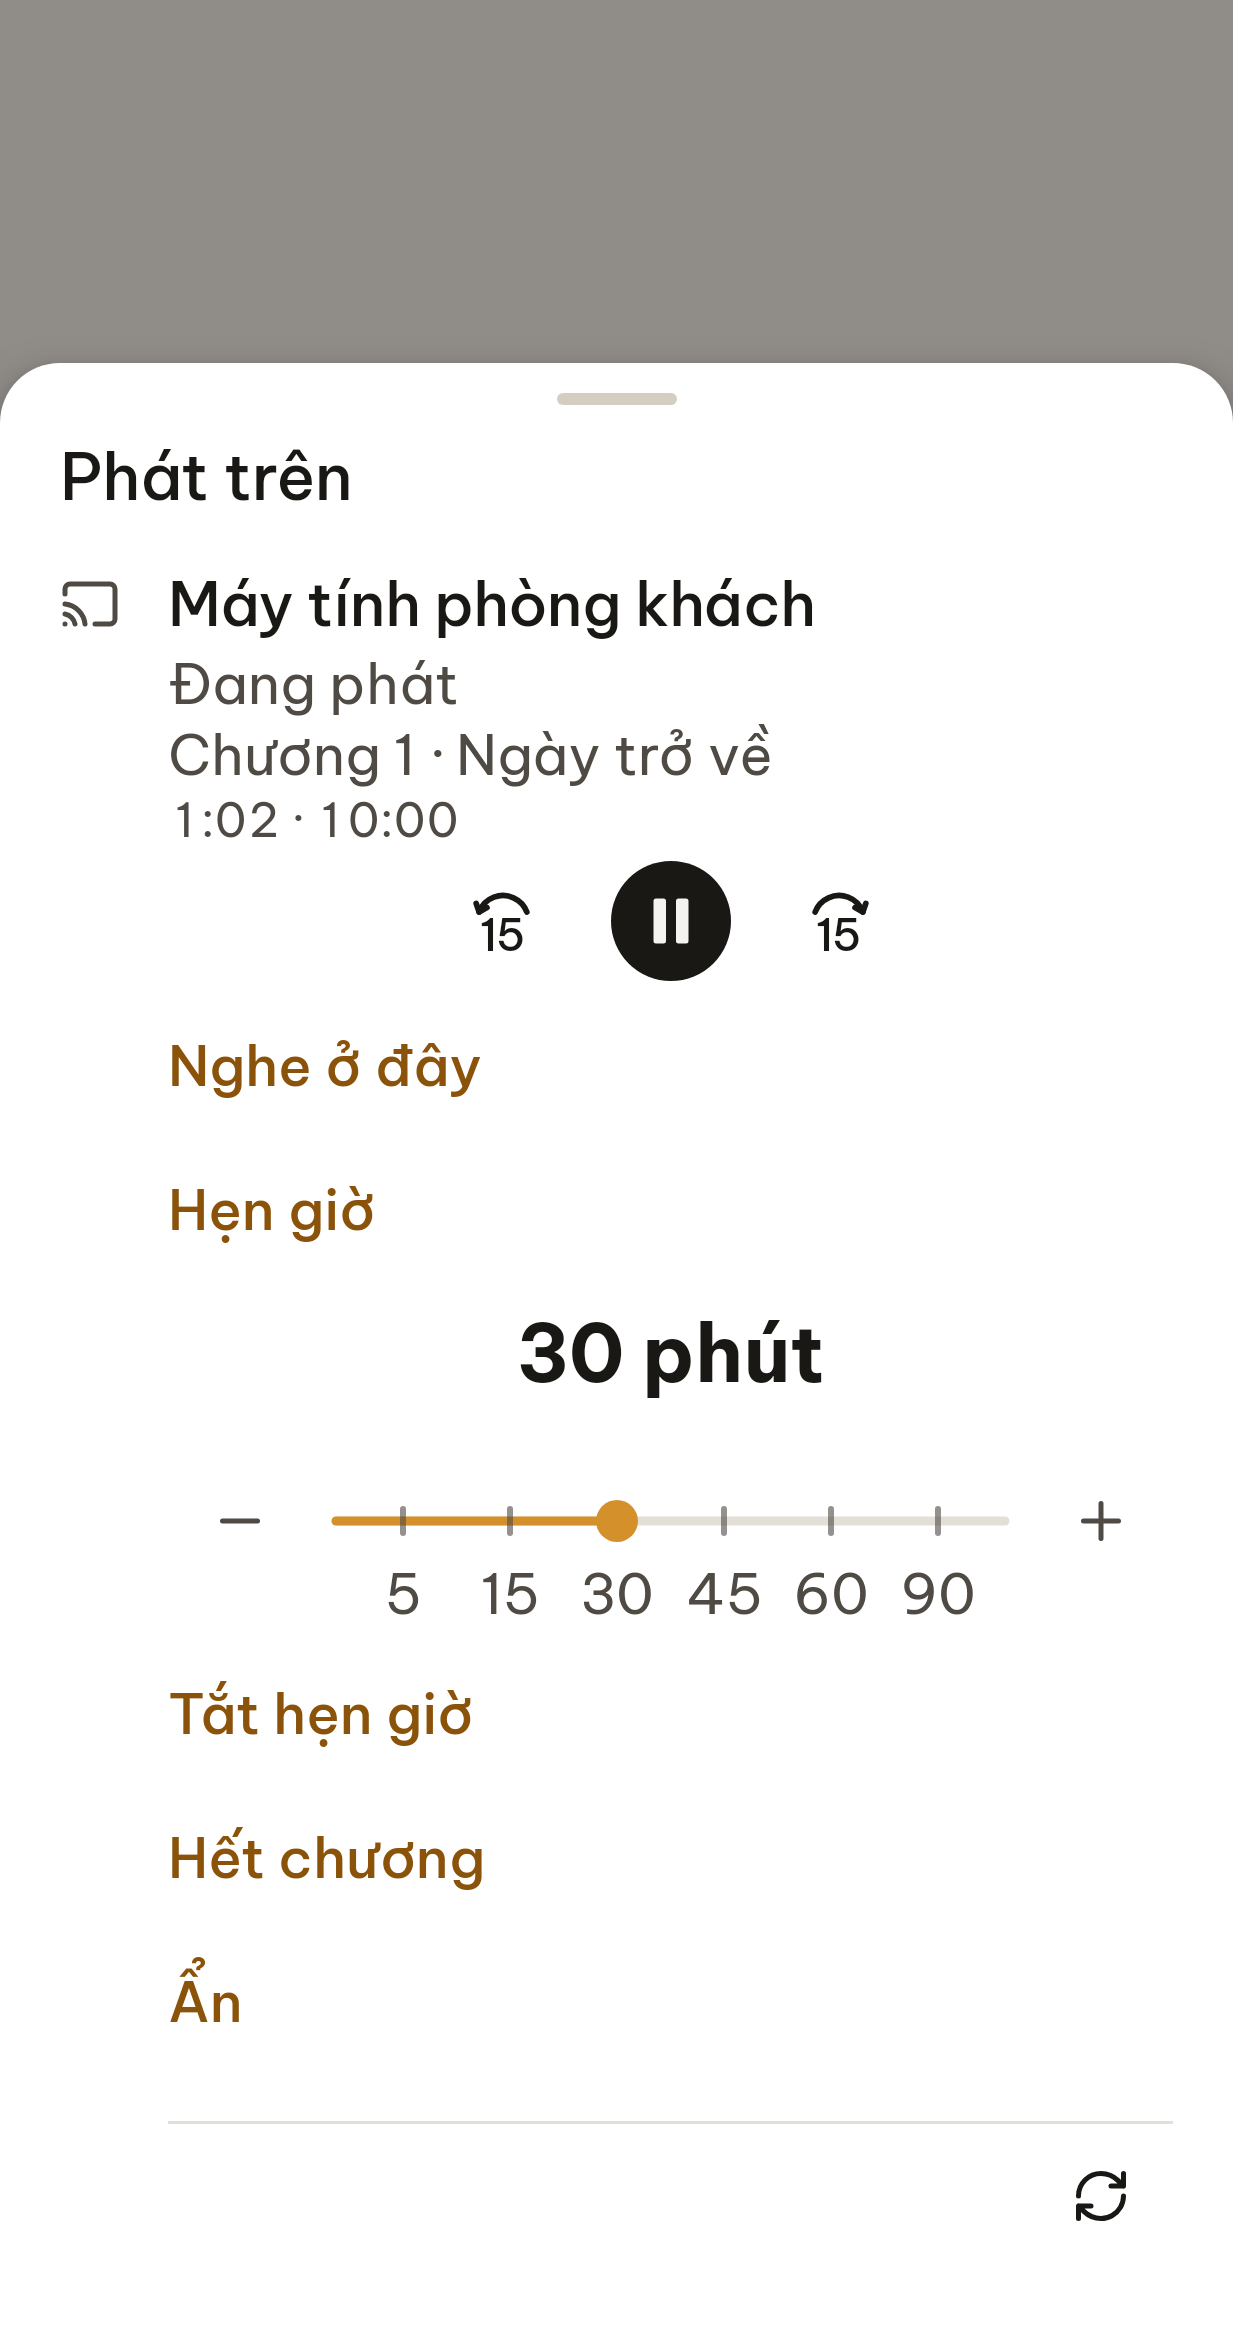 Phát trên
Máy tính phòng khách
Đang phát
Chương 1 · Ngày trở về
1:02 · 10:00
15 15
Nghe ở đây
Hẹn giờ
30 phút
5 15 30 45 60 90
Tắt hẹn giờ
Hết chương
Ẩn